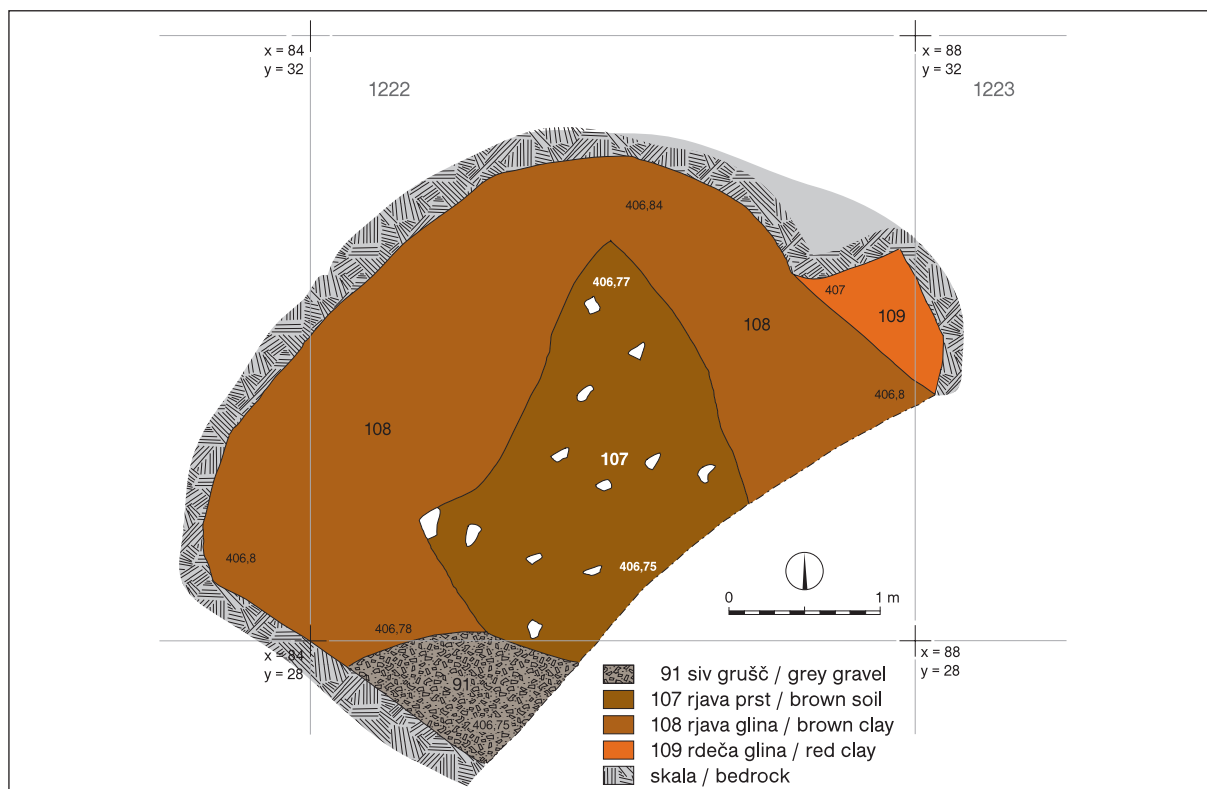 x = 84
y = 32
x = 88
y = 32
1222
1223
406,84
406,77
407
109
108
406,8
108
107
406,8
406,75
0
1 m
406,78
x = 84
y = 28
x = 88
y = 28
91
406,75
91 siv grušč / grey gravel
107 rjava prst / brown soil
108 rjava glina / brown clay
109 rdeča glina / red clay
skala / bedrock